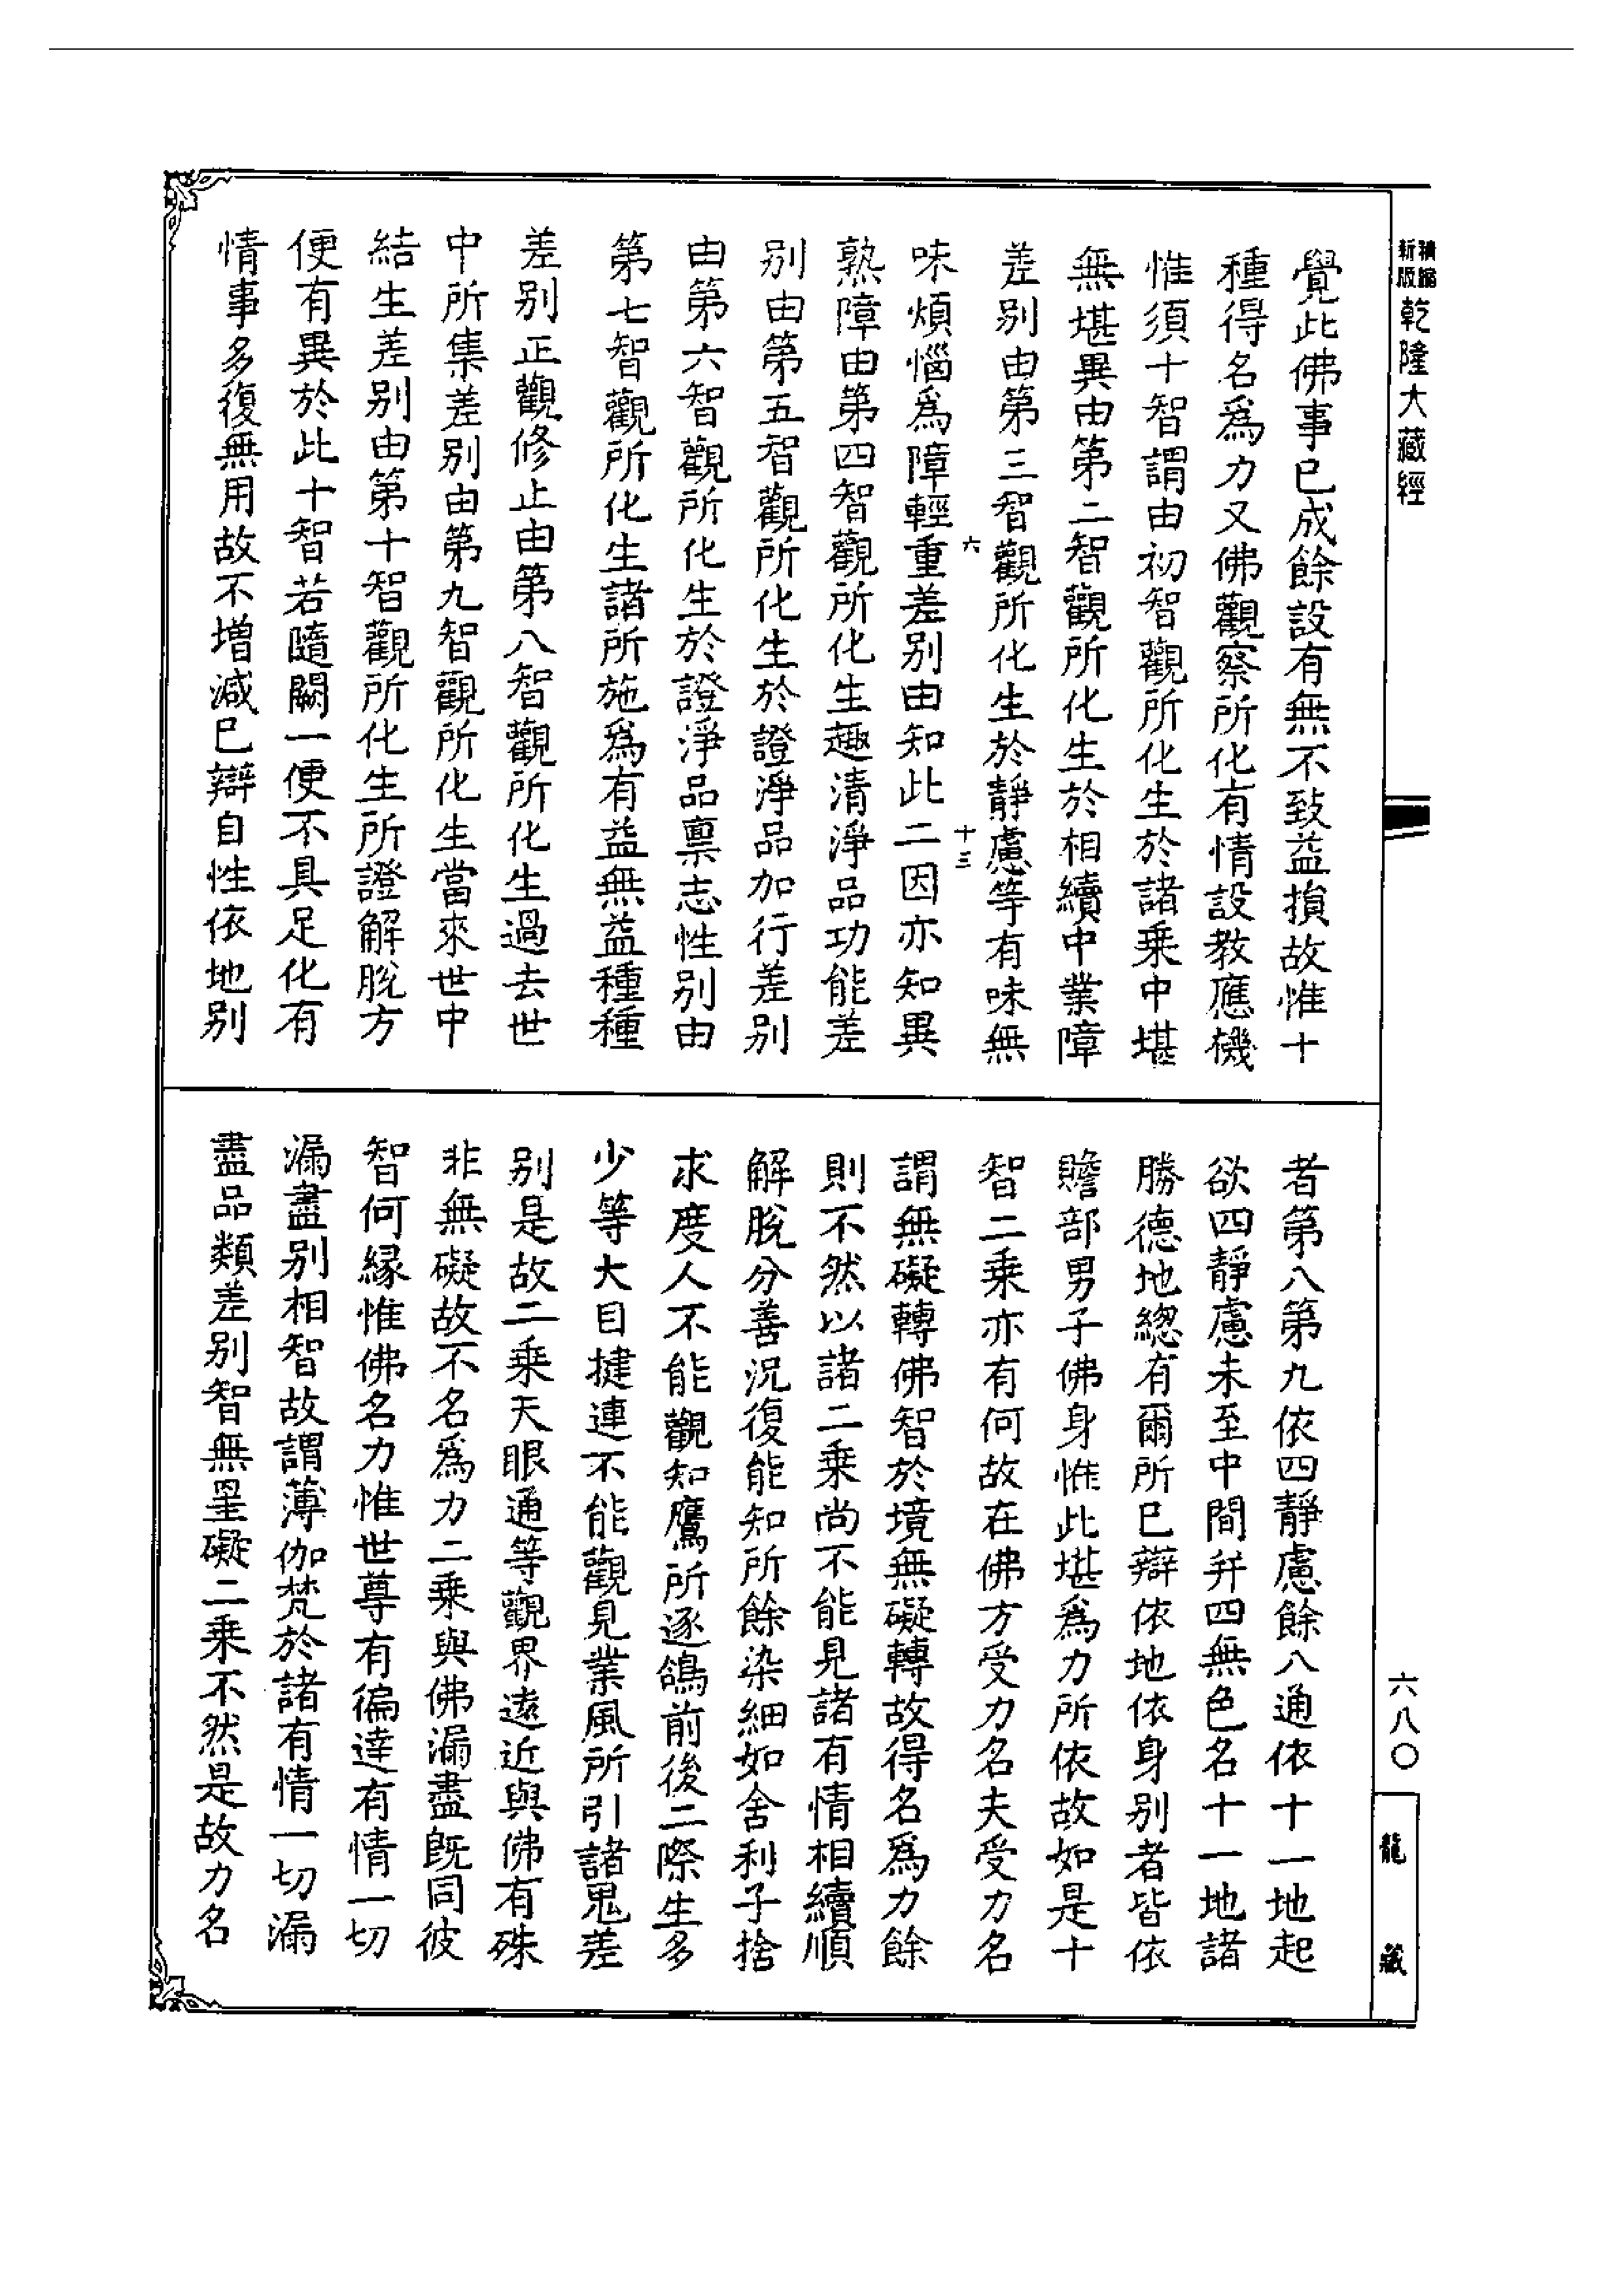 精縮
新版
乾隆大藏經
覺此佛事已成餘設有無不致益損故惟十
種得名爲力又佛觀察所化有情設教應機
惟須十智謂由初智觀所化生於諸乗中堪
無堪異由第二智觀所化生於相續中業障
差別由第三智觀所化生於靜慮等有味無
六
十三
味煩惱爲障輕重差別由知此二因亦知異
熟障由第四智觀所化生趣清淨品功能差
別由第五智觀所化生於證淨品加行差別
由第六智觀所化生於證淨品稟志性別由
第七智觀所化生諸所施爲有益無益種種
差別正觀修止由第八智觀所化生過去世
中所集差別由第九智觀所化生當來世中
結生差別由第十智觀所化生所證解脫方
便有異於此十智若隨闕一便不具足化有
情事多復無用故不增減已辯自性依地別
者第八第九依四靜慮餘八通依十一地起
欲四靜慮未至中間幷四無色名十一地諸
勝德地總有爾所已辯依地依身別者皆依
贍部男子佛身惟此堪爲力所依故如是十
智二乗亦有何故在佛方受力名夫受力名
謂無礙轉佛智於境無礙轉故得名爲力餘
則不然以諸二乗尚不能見諸有情相續順
解脫分善況復能知所餘染細如舍利子捨
求度人不能觀知鷹所逐鴿前後二際生多
少等大目揵連不能觀見業風所引諸鬼差
別是故二乗天眼通等觀界遠近與佛有殊
非無礙故不名爲力二乗與佛漏盡既同彼
智何緣惟佛名力惟世尊有徧達有情一切
漏盡別相智故謂薄伽梵於諸有情一切漏
盡品類差別智無罣礙二乗不然是故力名
六八〇
龍藏